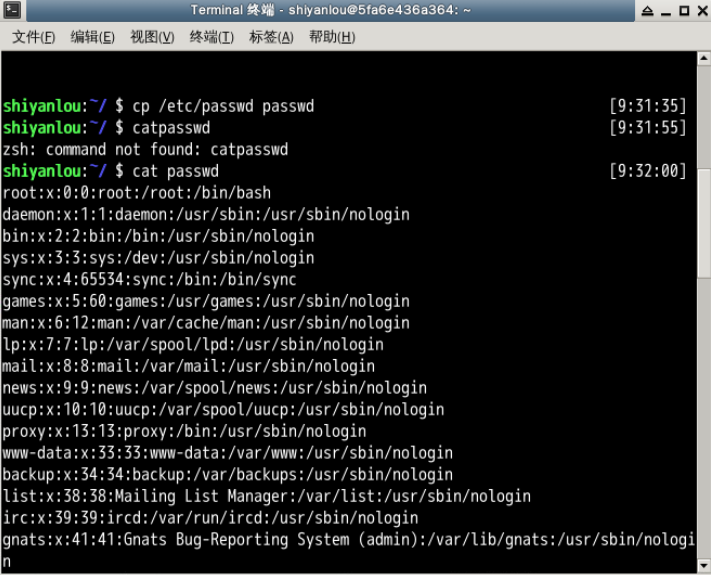 Terminal 终端 - shiyanlou@5fa6e436a364: ~
文件(F) 编辑(E) 视图(V) 终端(T) 标签(A) 帮助(H)
shiyanlou:~/ $ cp /etc/passwd passwd [9:31:35]
shiyanlou:~/ $ catpasswd [9:31:55]
zsh: command not found: catpasswd
shiyanlou:~/ $ cat passwd [9:32:00]
root:x:0:0:root:/root:/bin/bash
daemon:x:1:1:daemon:/usr/sbin:/usr/sbin/nologin
bin:x:2:2:bin:/bin:/usr/sbin/nologin
sys:x:3:3:sys:/dev:/usr/sbin/nologin
sync:x:4:65534:sync:/bin:/bin/sync
games:x:5:60:games:/usr/games:/usr/sbin/nologin
man:x:6:12:man:/var/cache/man:/usr/sbin/nologin
lp:x:7:7:lp:/var/spool/lpd:/usr/sbin/nologin
mail:x:8:8:mail:/var/mail:/usr/sbin/nologin
news:x:9:9:news:/var/spool/news:/usr/sbin/nologin
uucp:x:10:10:uucp:/var/spool/uucp:/usr/sbin/nologin
proxy:x:13:13:proxy:/bin:/usr/sbin/nologin
www-data:x:33:33:www-data:/var/www:/usr/sbin/nologin
backup:x:34:34:backup:/var/backups:/usr/sbin/nologin
list:x:38:38:Mailing List Manager:/var/list:/usr/sbin/nologin
irc:x:39:39:ircd:/var/run/ircd:/usr/sbin/nologin
gnats:x:41:41:Gnats Bug-Reporting System (admin):/var/lib/gnats:/usr/sbin/nologi
n